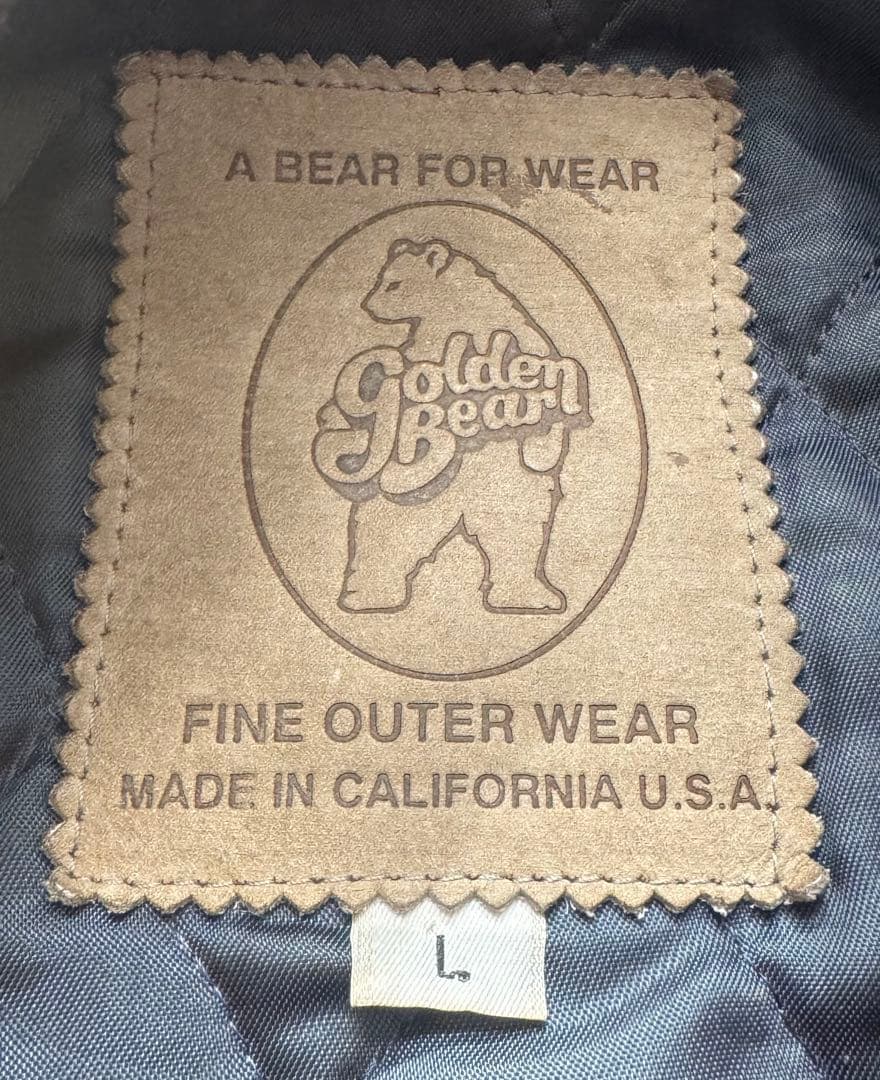 A BEAR FOR WEAR
Golden
Bear
FINE OUTER WEAR
MADE IN CALIFORNIA U.S.A.
L